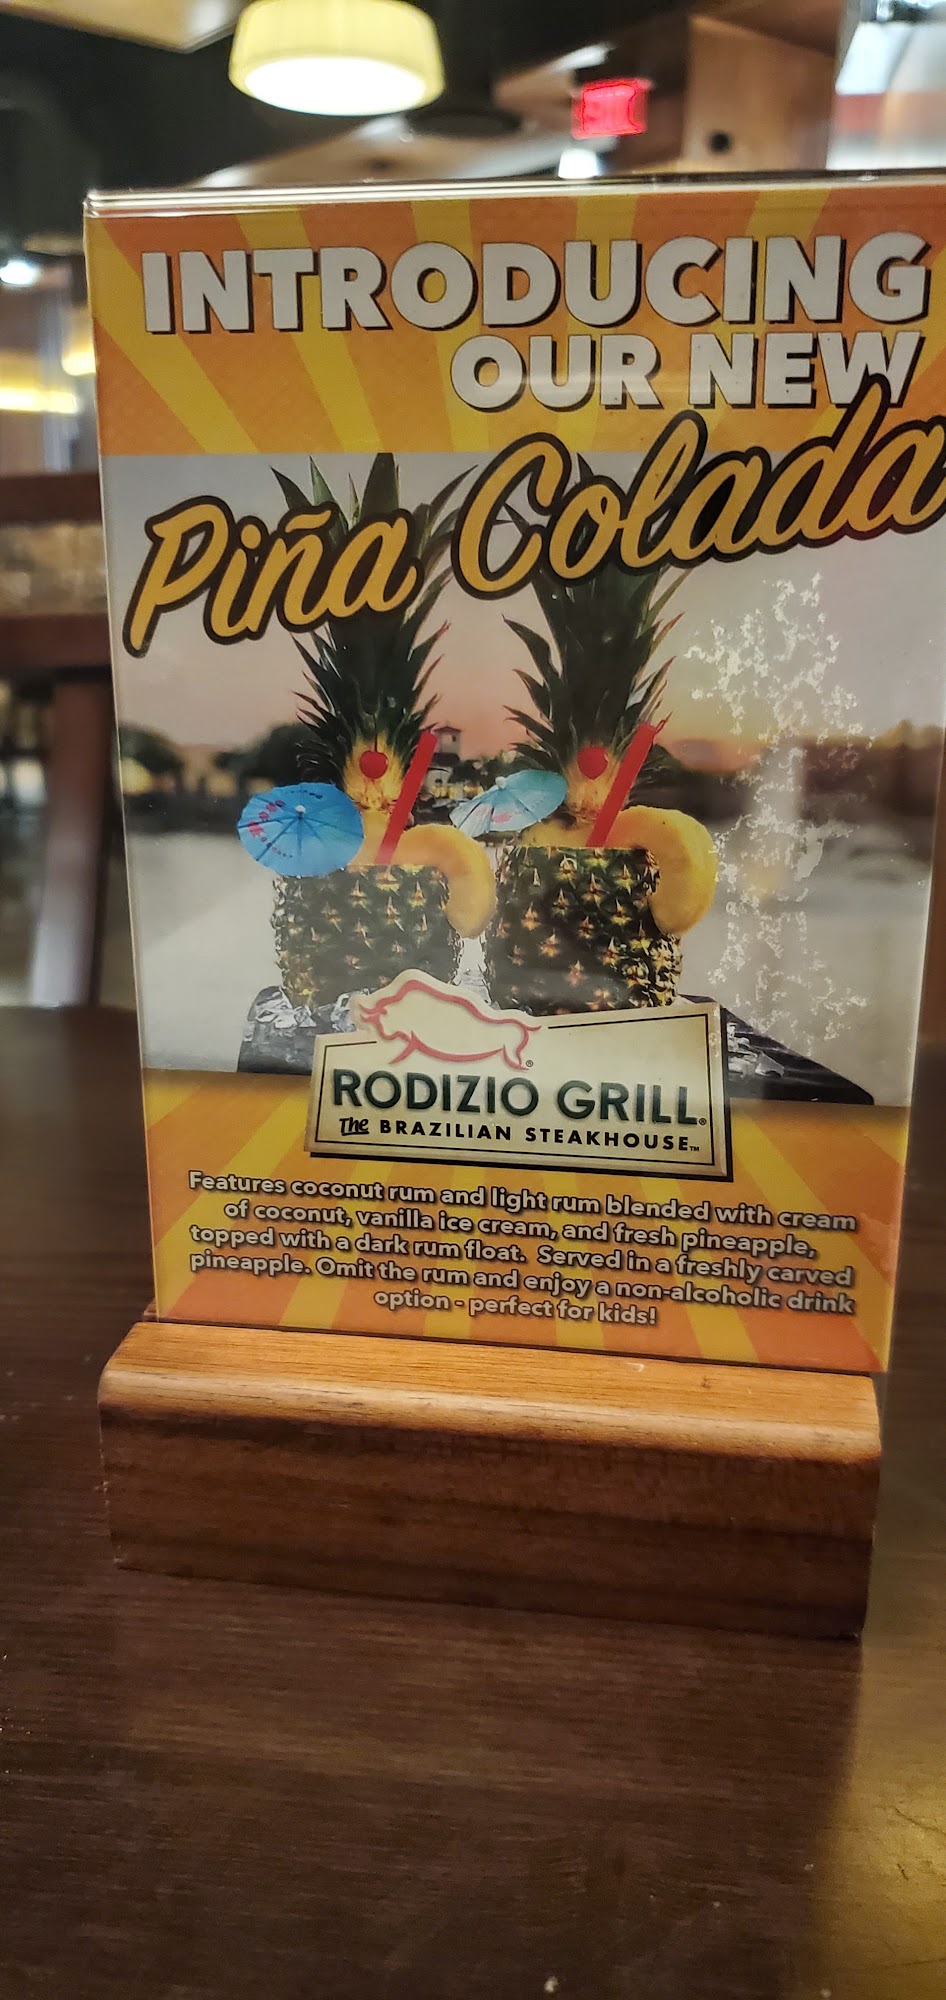 INTRODUCING
OUR NEW
Piña Colada
RODIZIO GRILL®
The BRAZILIAN STEAKHOUSE™
Features coconut rum and light rum blended with cream
of coconut, vanilla ice cream, and fresh pineapple,
topped with a dark rum float. Served in a freshly carved
pineapple. Omit the rum and enjoy a non-alcoholic drink
option - perfect for kids!